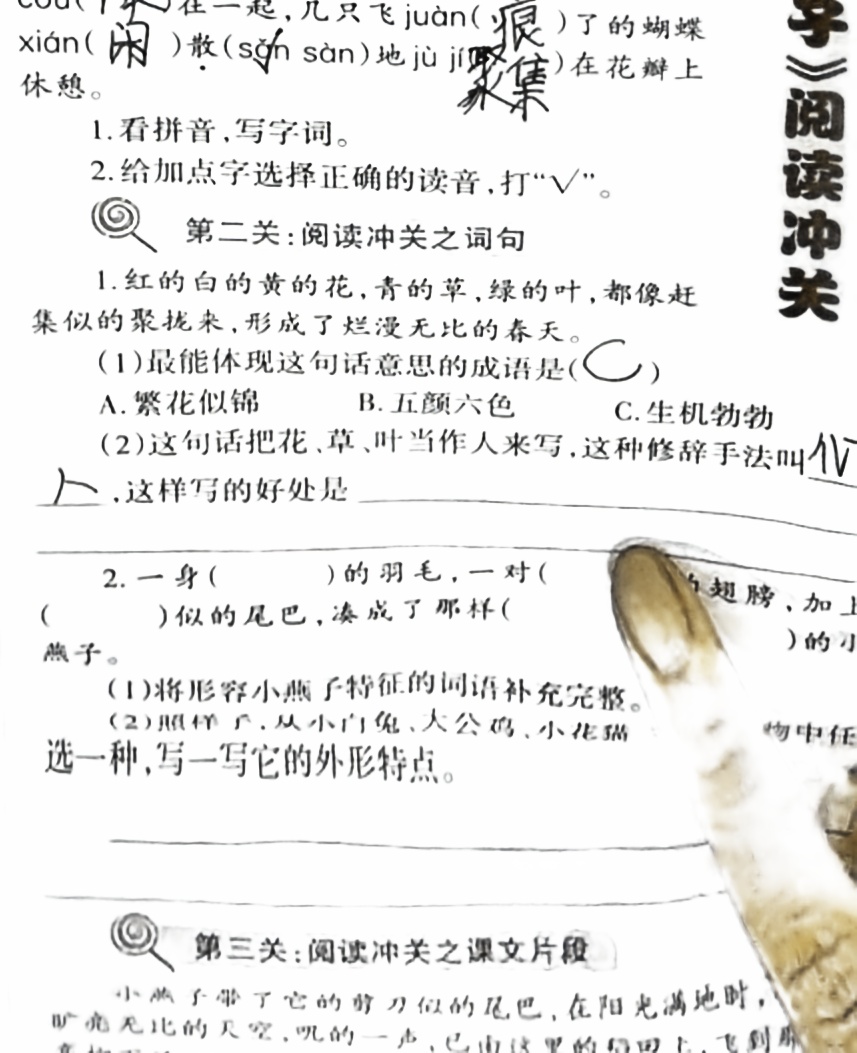 在一起,几只飞juàn( 痕 )了的蝴蝶
xián( 闲 )散(sǎn sàn)地jù jí( 聚集 )在花瓣上
休憩。
1.看拼音,写字词。
2.给加点字选择正确的读音,打“√”。
第二关:阅读冲关之词句
1.红的白的黄的花,青的草,绿的叶,都像赶
集似的聚拢来,形成了烂漫无比的春天。
(1)最能体现这句话意思的成语是( C )
A.繁花似锦 B.五颜六色 C.生机勃勃
(2)这句话把花、草、叶当作人来写,这种修辞手法叫
人,这样写的好处是
2.一身( )的羽毛,一对( 翅膀,加上
( )似的尾巴,凑成了那样( )的小
燕子。
(1)将形容小燕子特征的词语补充完整。
(2)照样子,从小白兔、大公鸡、小花猫 物中任
选一种,写一写它的外形特点。
第三关:阅读冲关之课文片段
小燕子带了它的剪刀似的尾巴,在阳光满地时,
旷亮无比的天空,叽的一声,已由这里的稻田上,飞到那
阅读冲关